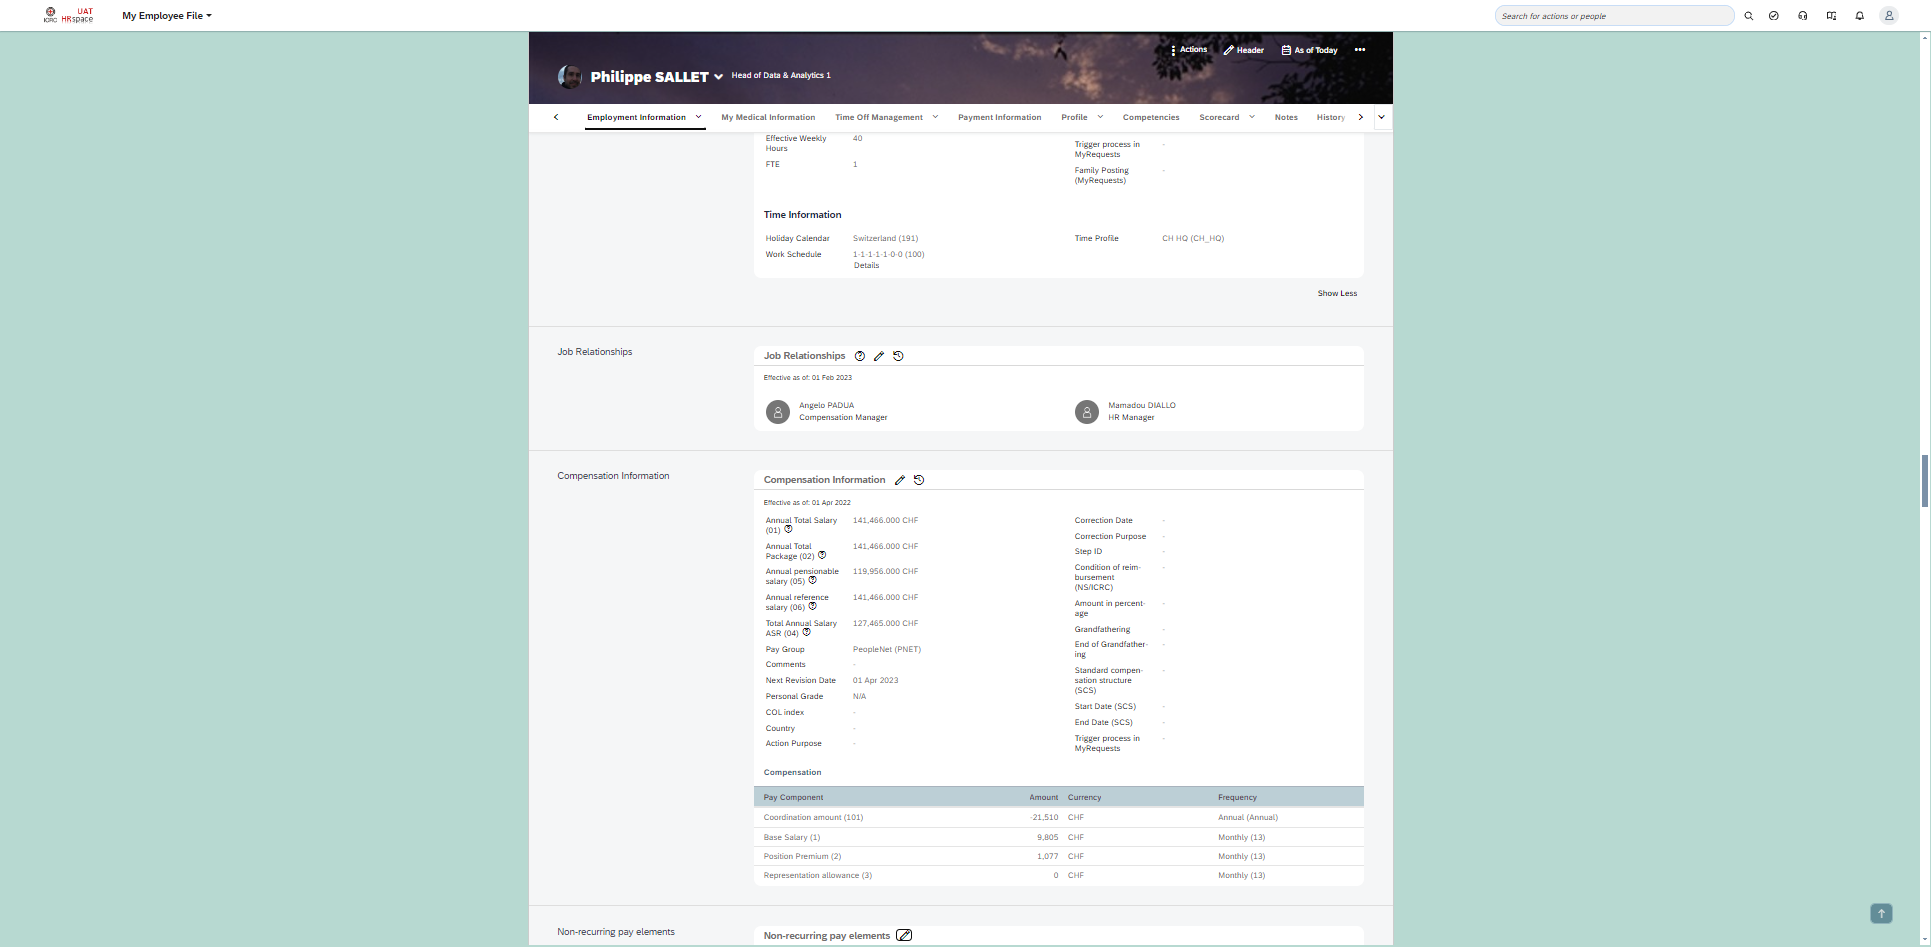 ICRC UAT HRspace
My Employee File
Search for actions or people
Actions Header As of Today
Philippe SALLET Head of Data & Analytics 1
Employment Information My Medical Information Time Off Management Payment Information Profile Competencies Scorecard Notes History
Effective Weekly Hours 40
FTE 1
Trigger process in MyRequests -
Family Posting (MyRequests) -
Time Information
Holiday Calendar Switzerland (191)
Time Profile CH HQ (CH_HQ)
Work Schedule 1-1-1-1-1-0-0 (100)
Details
Show Less
Job Relationships
Job Relationships
Effective as of: 01 Feb 2023
Angelo PADUA
Compensation Manager
Mamadou DIALLO
HR Manager
Compensation Information
Compensation Information
Effective as of: 01 Apr 2022
Annual Total Salary (01) 141,466.000 CHF
Annual Total Package (02) 141,466.000 CHF
Annual pensionable salary (05) 119,956.000 CHF
Annual reference salary (06) 141,466.000 CHF
Total Annual Salary ASR (04) 127,465.000 CHF
Pay Group PeopleNet (PNET)
Comments -
Next Revision Date 01 Apr 2023
Personal Grade N/A
COL index -
Country -
Action Purpose -
Correction Date -
Correction Purpose -
Step ID -
Condition of reim-
bursement
(NS/ICRC) -
Amount in percent-
age -
Grandfathering -
End of Grandfather-
ing -
Standard compen-
sation structure
(SCS) -
Start Date (SCS) -
End Date (SCS) -
Trigger process in
MyRequests -
Compensation
Pay Component Amount Currency Frequency
Coordination amount (101) -21,510 CHF Annual (Annual)
Base Salary (1) 9,805 CHF Monthly (13)
Position Premium (2) 1,077 CHF Monthly (13)
Representation allowance (3) 0 CHF Monthly (13)
Non-recurring pay elements
Non-recurring pay elements